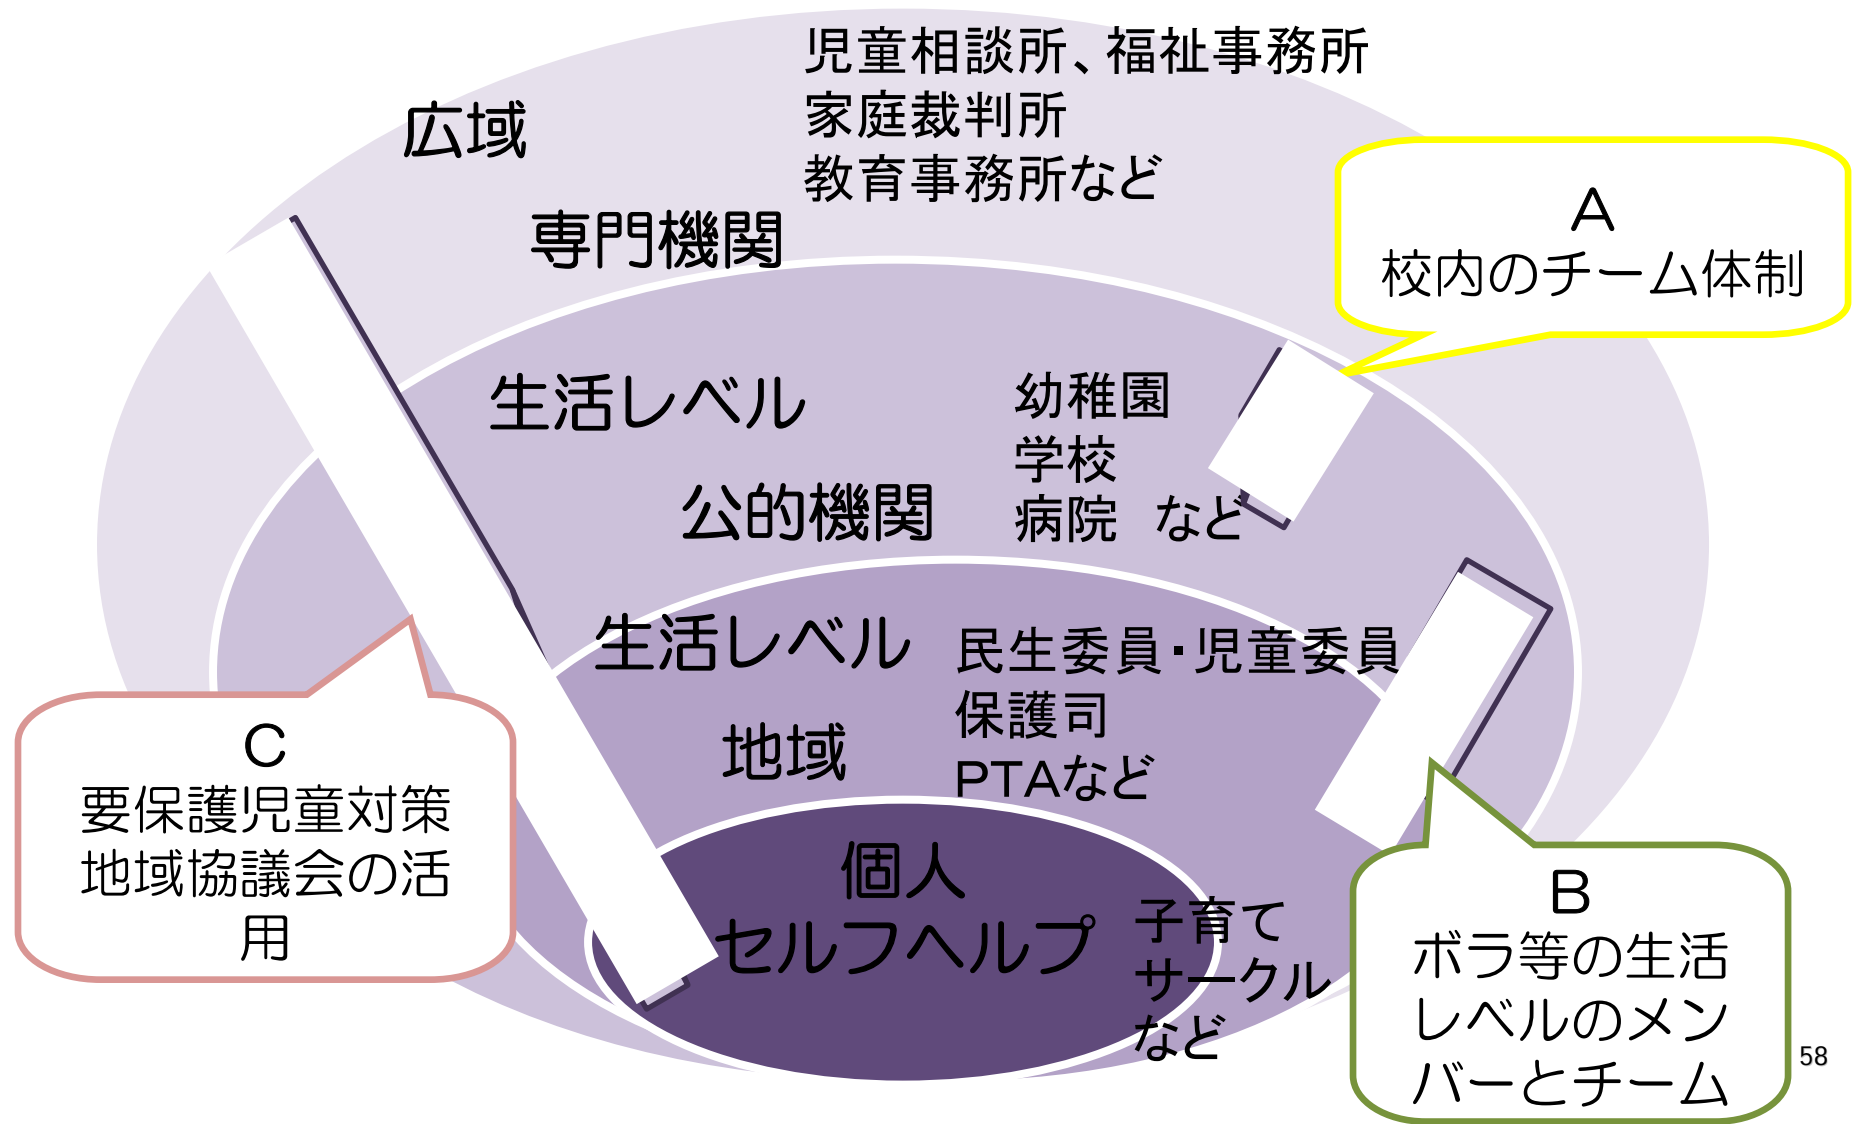 児童相談所、福祉事務所
家庭裁判所
教育事務所など
広域
専門機関
A
校内のチーム体制
生活レベル
公的機関
幼稚園
学校
病院　など
生活レベル
地域
民生委員・児童委員
保護司
PTAなど
C
要保護児童対策
地域協議会の活
用
個人
セルフヘルプ
子育て
サークル
など
B
ボラ等の生活
レベルのメン
バーとチーム
58